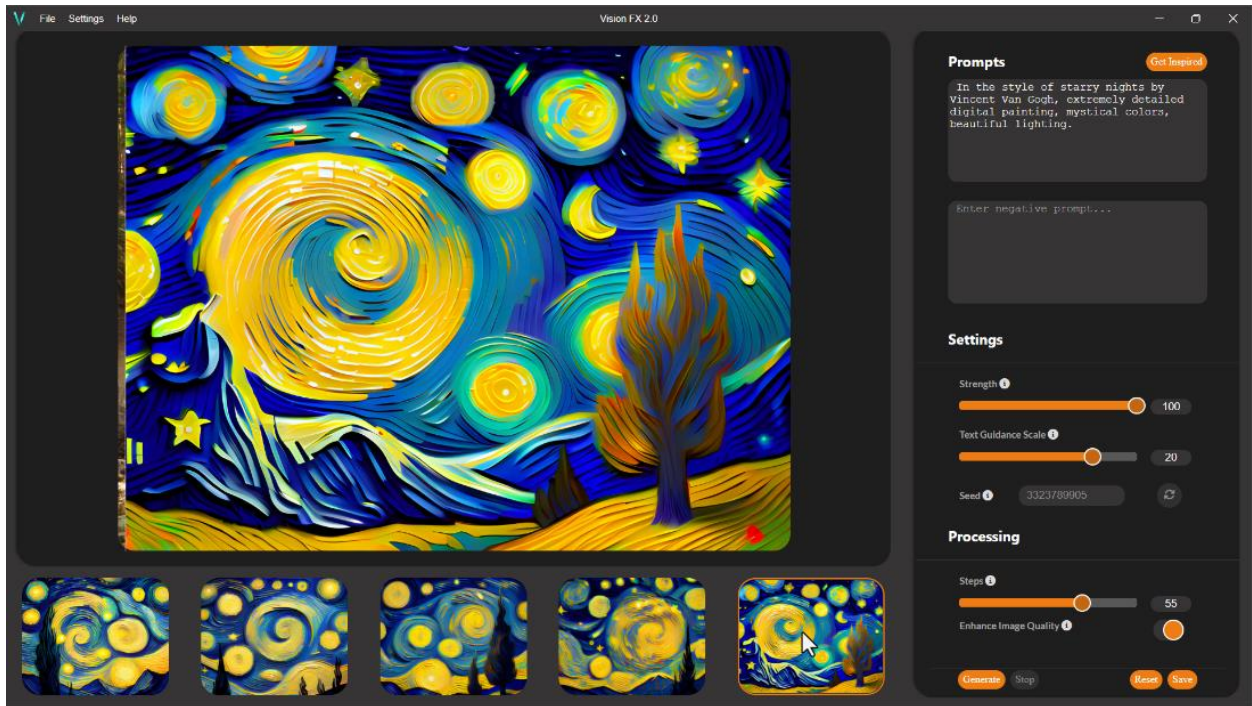 File Settings Help
Vision FX 2.0
Prompts
Get Inspired
In the style of starry nights by
Vincent Van Gogh, extremely detailed
digital painting, mystical colors,
beautiful lighting.
Enter negative prompt...
Settings
Strength
100
Text Guidance Scale
20
Seed 3323789905
Processing
Steps
55
Enhance Image Quality
Generate Stop Reset Save